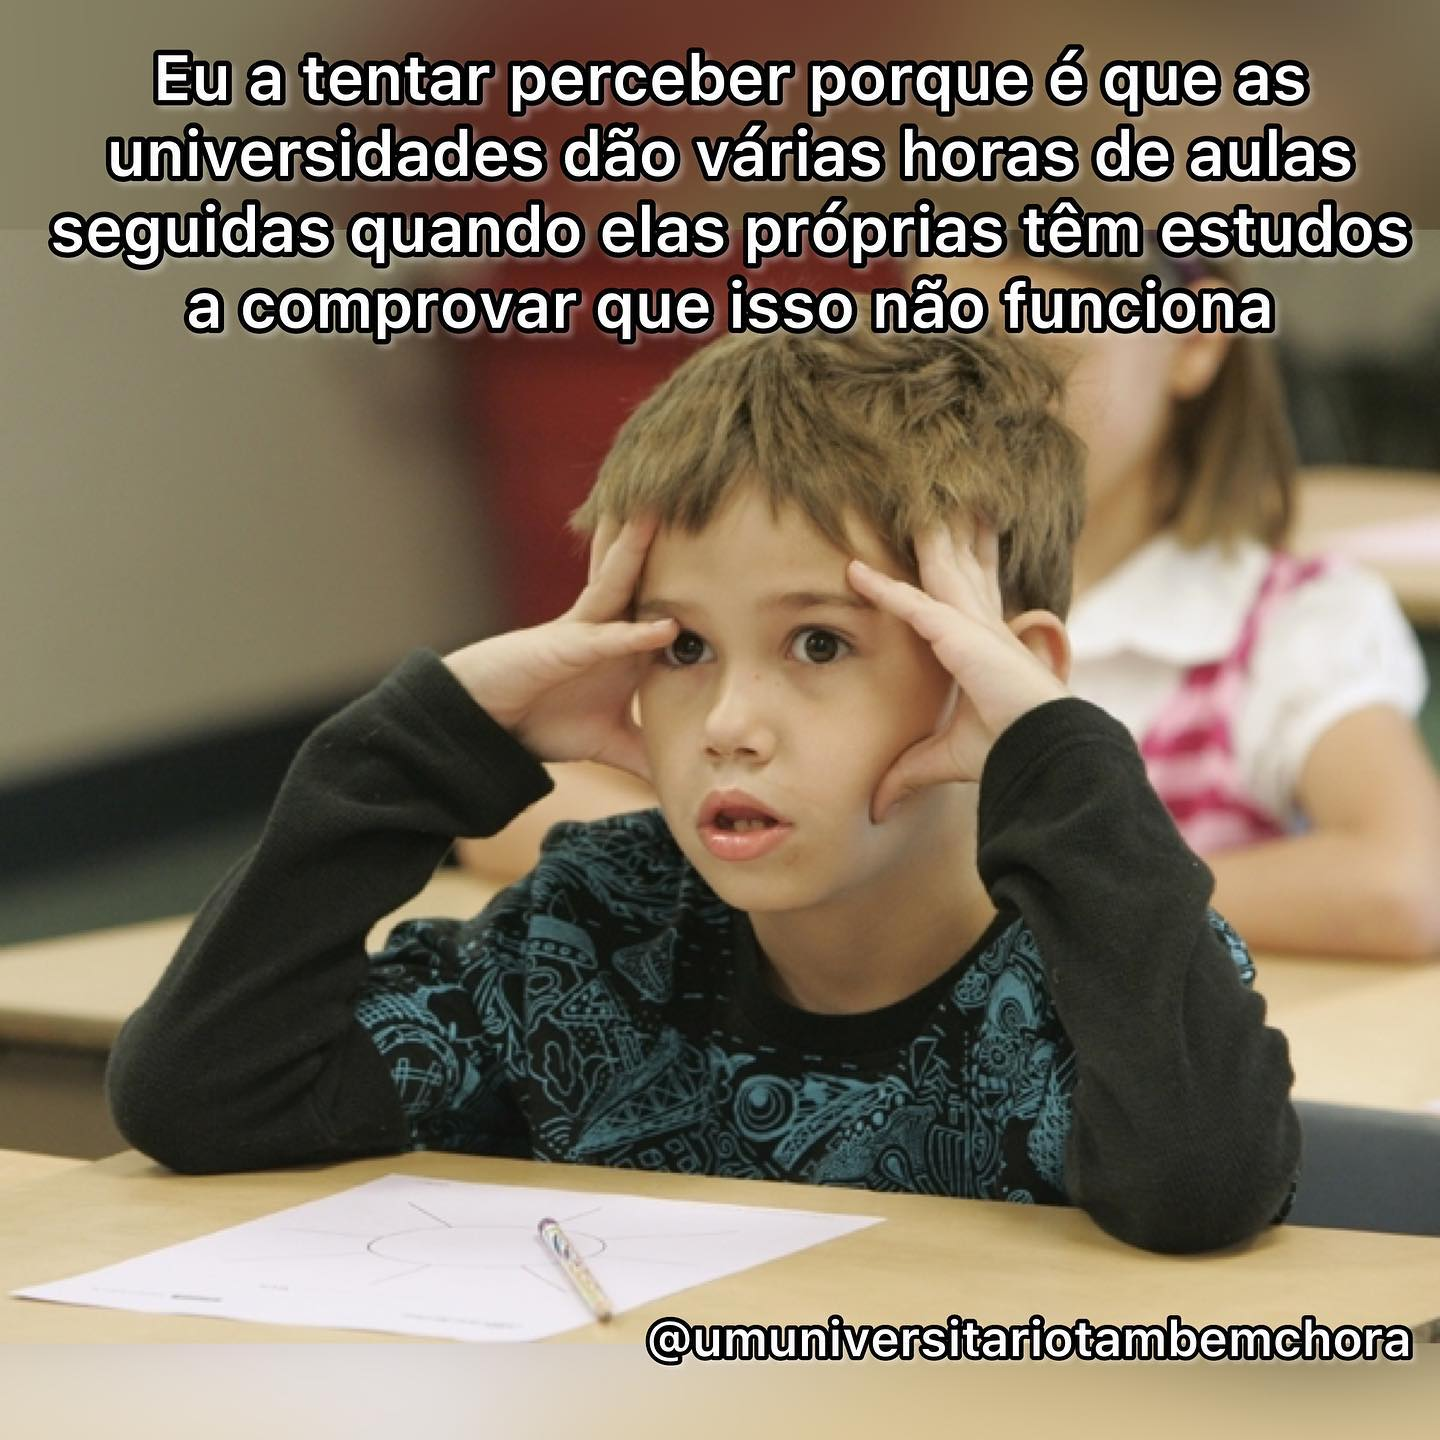 Eu a tentar perceber porque é que as
universidades dão várias horas de aulas
seguidas quando elas próprias têm estudos
a comprovar que isso não funciona
@umuniversitariotambemchora